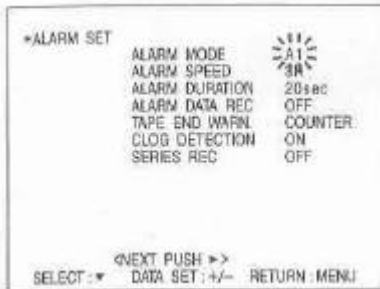 *ALARM SET
ALARM MODE A1
ALARM SPEED 3H
ALARM DURATION 20sec
ALARM DATA REC OFF
TAPE END WARN. COUNTER
CLOG DETECTION ON
SERIES REC OFF
<NEXT PUSH ►>
SELECT:▼ DATA SET:+/− RETURN:MENU